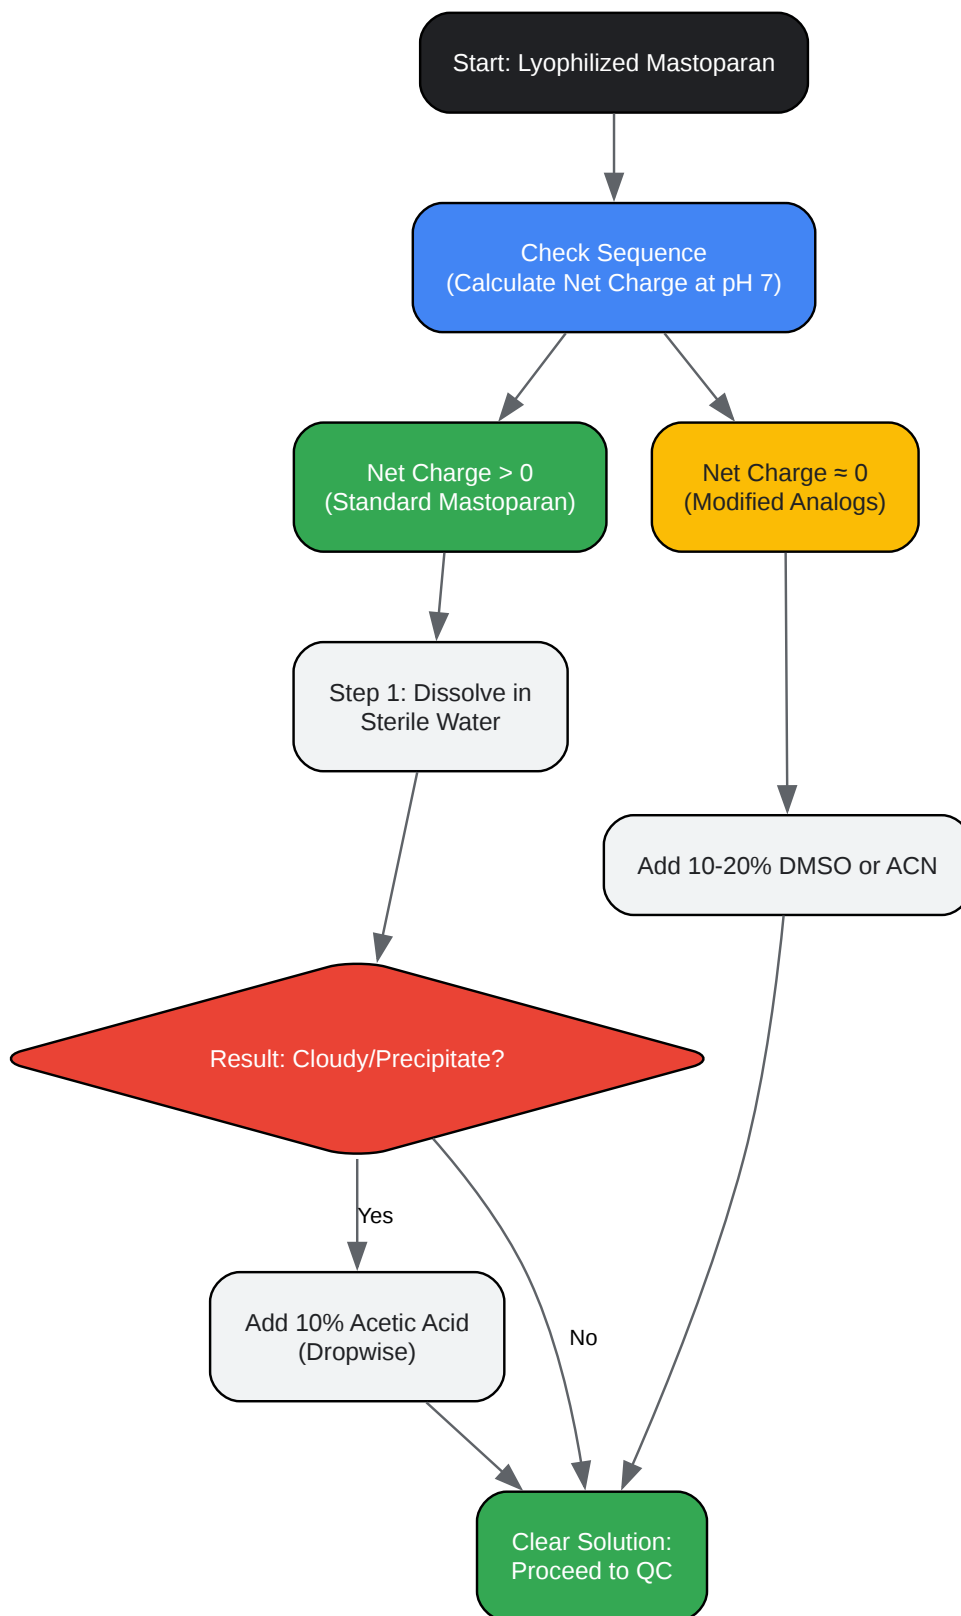 Start: Lyophilized Mastoparan
Check Sequence
(Calculate Net Charge at pH 7)
Net Charge > 0
(Standard Mastoparan)
Net Charge ≈ 0
(Modified Analogs)
Step 1: Dissolve in
Sterile Water
Add 10-20% DMSO or ACN
Result: Cloudy/Precipitate?
Yes
Add 10% Acetic Acid
(Dropwise)
No
Clear Solution:
Proceed to QC